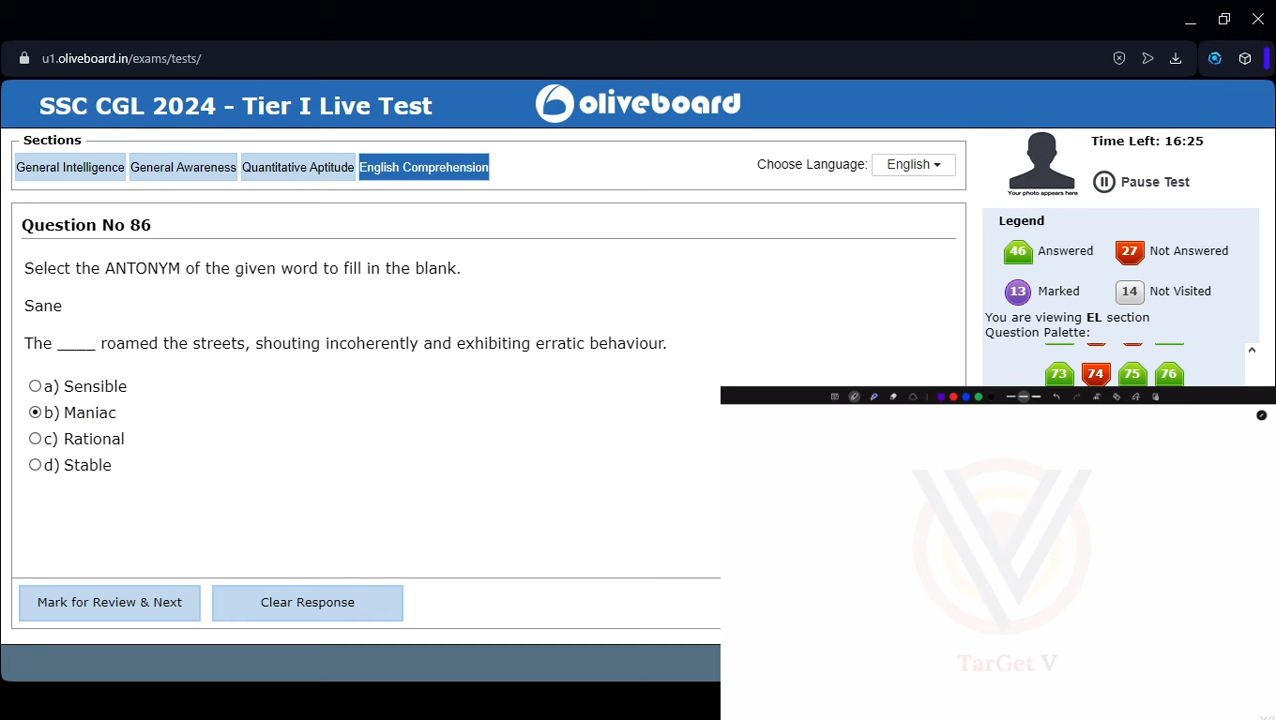 u1.oliveboard.in/exams/tests/
SSC CGL 2024 - Tier I Live Test
oliveboard
Sections
General Intelligence
General Awareness
Quantitative Aptitude
English Comprehension
Choose Language:
English
Your photo appears here
Time Left: 16:25
Pause Test
Question No 86
Select the ANTONYM of the given word to fill in the blank.
Sane
The ____ roamed the streets, shouting incoherently and exhibiting erratic behaviour.
a) Sensible
b) Maniac
c) Rational
d) Stable
Mark for Review & Next
Clear Response
Legend
46 Answered
27 Not Answered
13 Marked
14 Not Visited
You are viewing EL section
Question Palette:
73 74 75 76
TarGet V